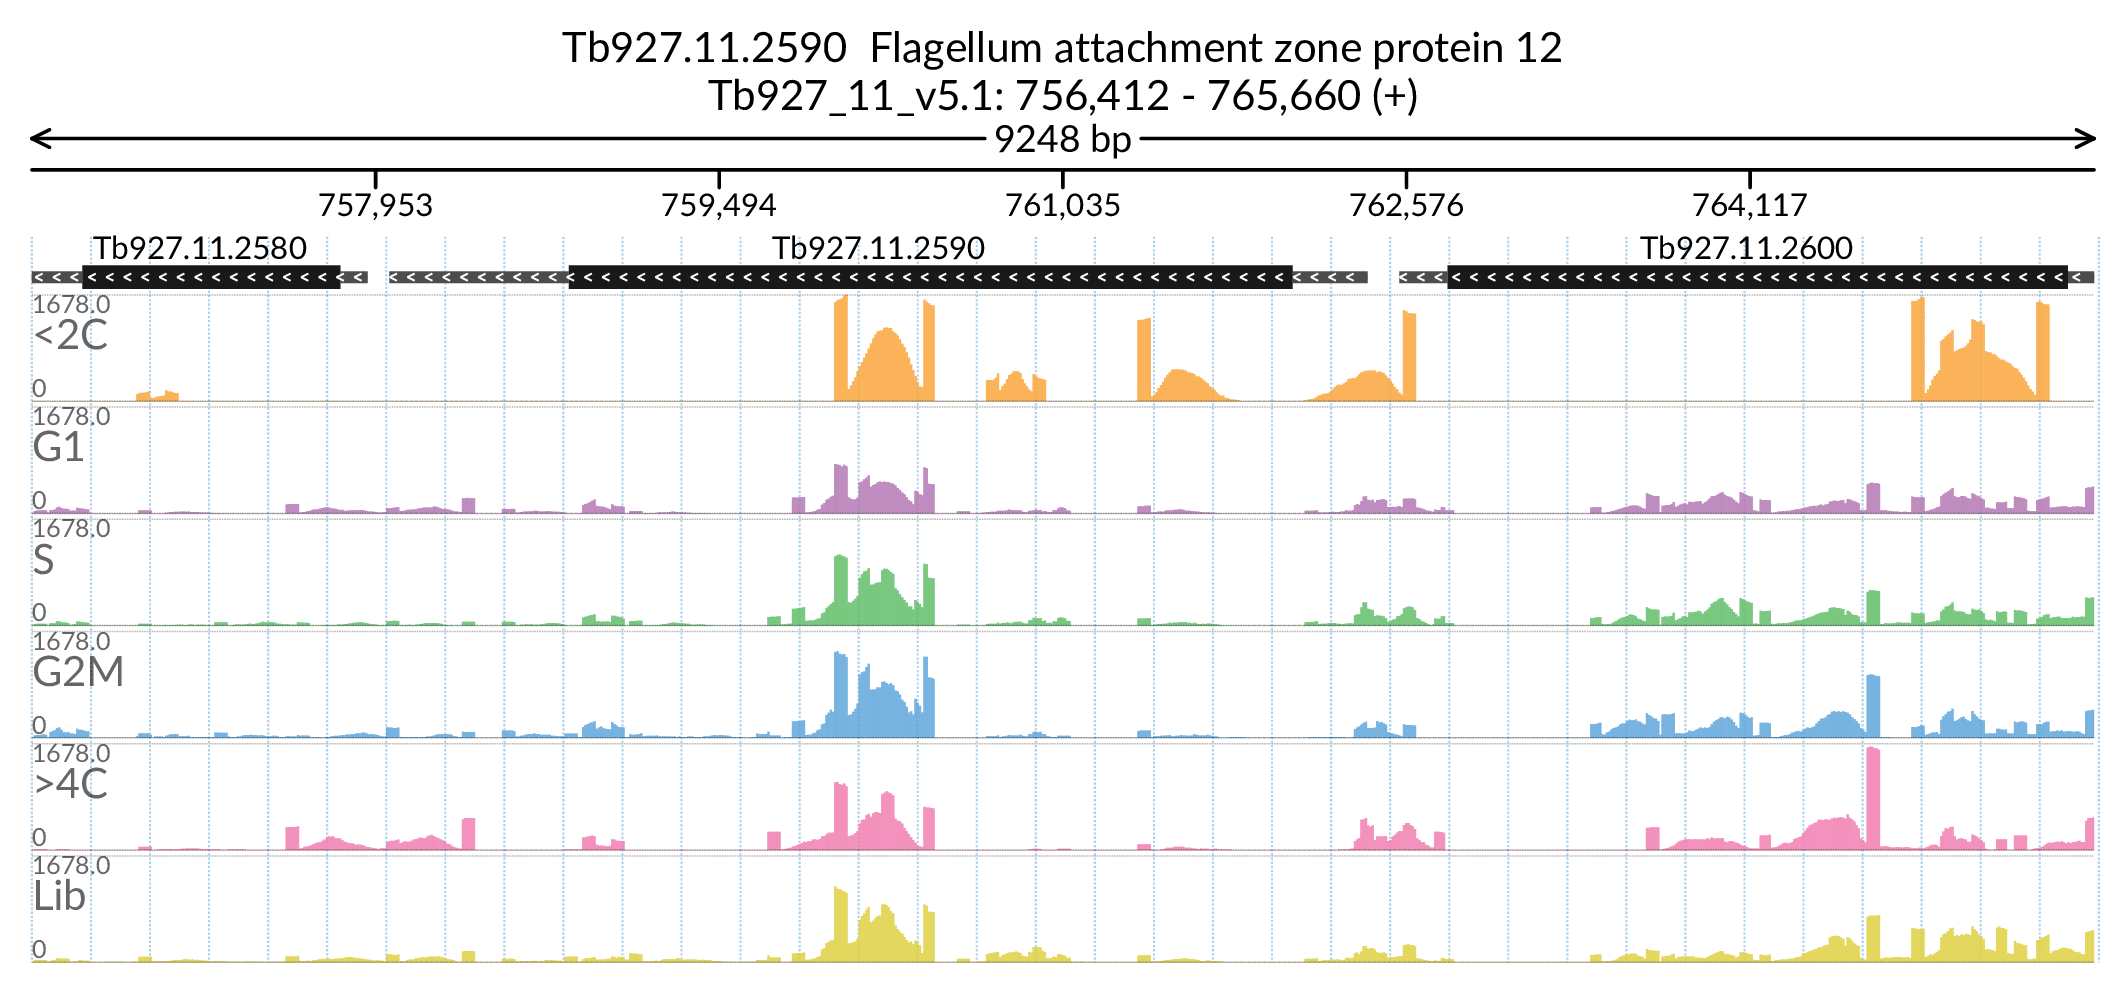 Tb927.11.2590 Flagellum attachment zone protein 12
Tb927_11_v5.1: 756,412 - 765,660 (+)
9248 bp
757,953 759,494 761,035 762,576 764,117
Tb927.11.2580 Tb927.11.2590 Tb927.11.2600
1678.0
<2C
0
1678.0
G1
0
1678.0
S
0
1678.0
G2M
0
1678.0
>4C
0
1678.0
Lib
0